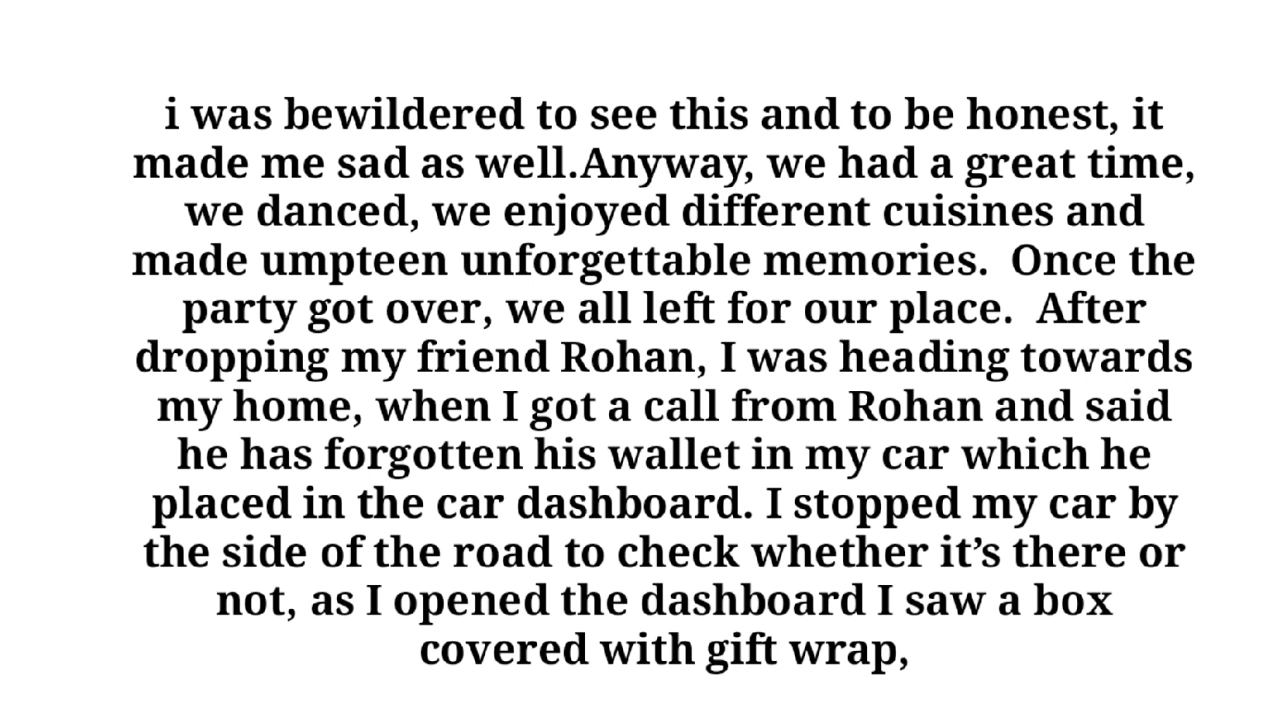 i was bewildered to see this and to be honest, it
made me sad as well.Anyway, we had a great time,
we danced, we enjoyed different cuisines and
made umpteen unforgettable memories.  Once the
party got over, we all left for our place.  After
dropping my friend Rohan, I was heading towards
my home, when I got a call from Rohan and said
he has forgotten his wallet in my car which he
placed in the car dashboard. I stopped my car by
the side of the road to check whether it’s there or
not, as I opened the dashboard I saw a box
covered with gift wrap,